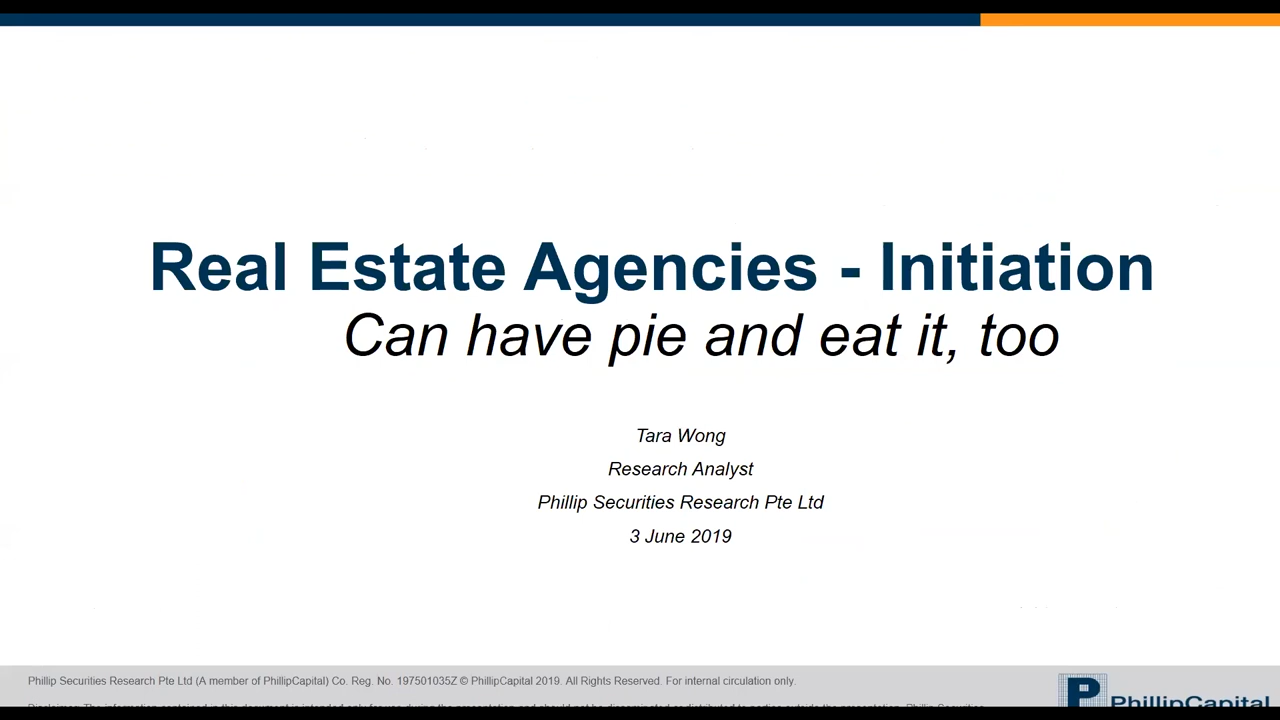 Real Estate Agencies - Initiation
Can have pie and eat it, too
Tara Wong
Research Analyst
Phillip Securities Research Pte Ltd
3 June 2019
Phillip Securities Research Pte Ltd (A member of PhillipCapital) Co. Reg. No. 197501035Z © PhillipCapital 2019. All Rights Reserved. For internal circulation only.
PhillipCapital